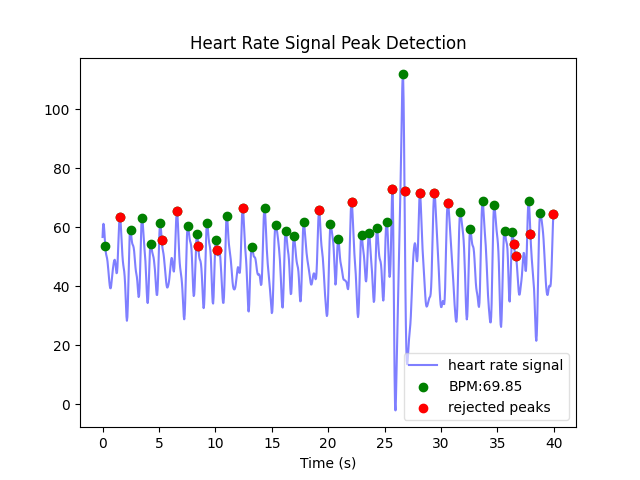 Heart Rate Signal Peak Detection
100
80
60
40
20
0
0 5 10 15 20 25 30 35 40
Time (s)
heart rate signal
BPM:69.85
rejected peaks